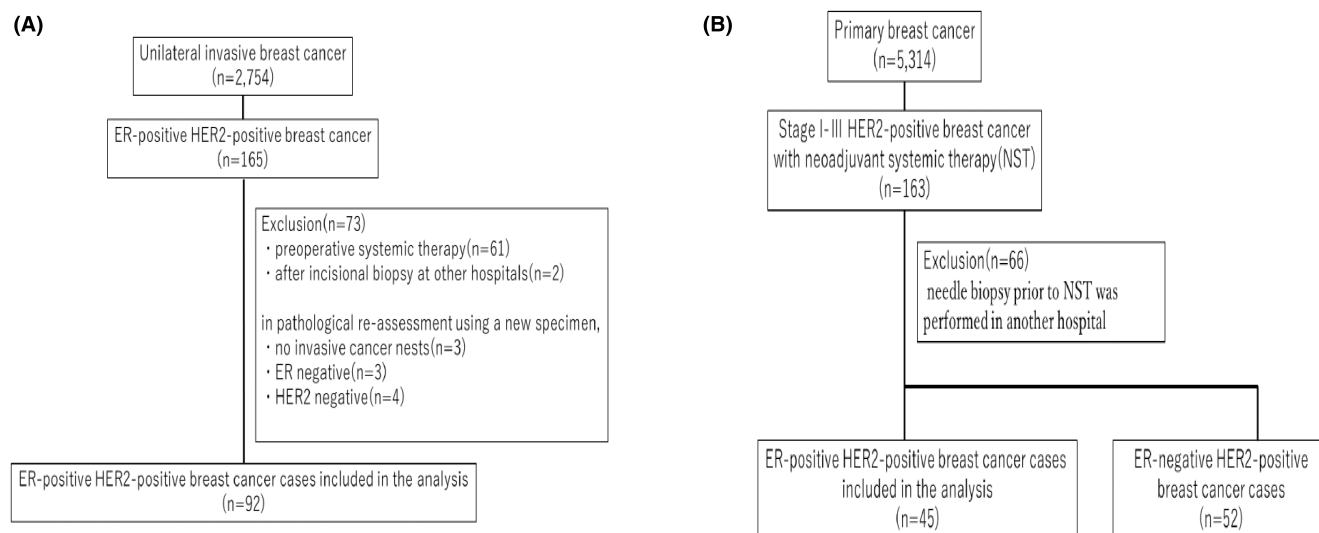 (A)
Unilateral invasive breast cancer
(n=2,754)
ER-positive HER2-positive breast cancer
(n=165)
Exclusion(n=73)
・preoperative systemic therapy(n=61)
・after incisional biopsy at other hospitals(n=2)
in pathological re-assessment using a new specimen,
・no invasive cancer nests(n=3)
・ER negative(n=3)
・HER2 negative(n=4)
ER-positive HER2-positive breast cancer cases included in the analysis
(n=92)
(B)
Primary breast cancer
(n=5,314)
Stage I-III HER2-positive breast cancer
with neoadjuvant systemic therapy(NST)
(n=163)
Exclusion(n=66)
needle biopsy prior to NST was
performed in another hospital
ER-positive HER2-positive breast cancer cases
included in the analysis
(n=45)
ER-negative HER2-positive
breast cancer cases
(n=52)